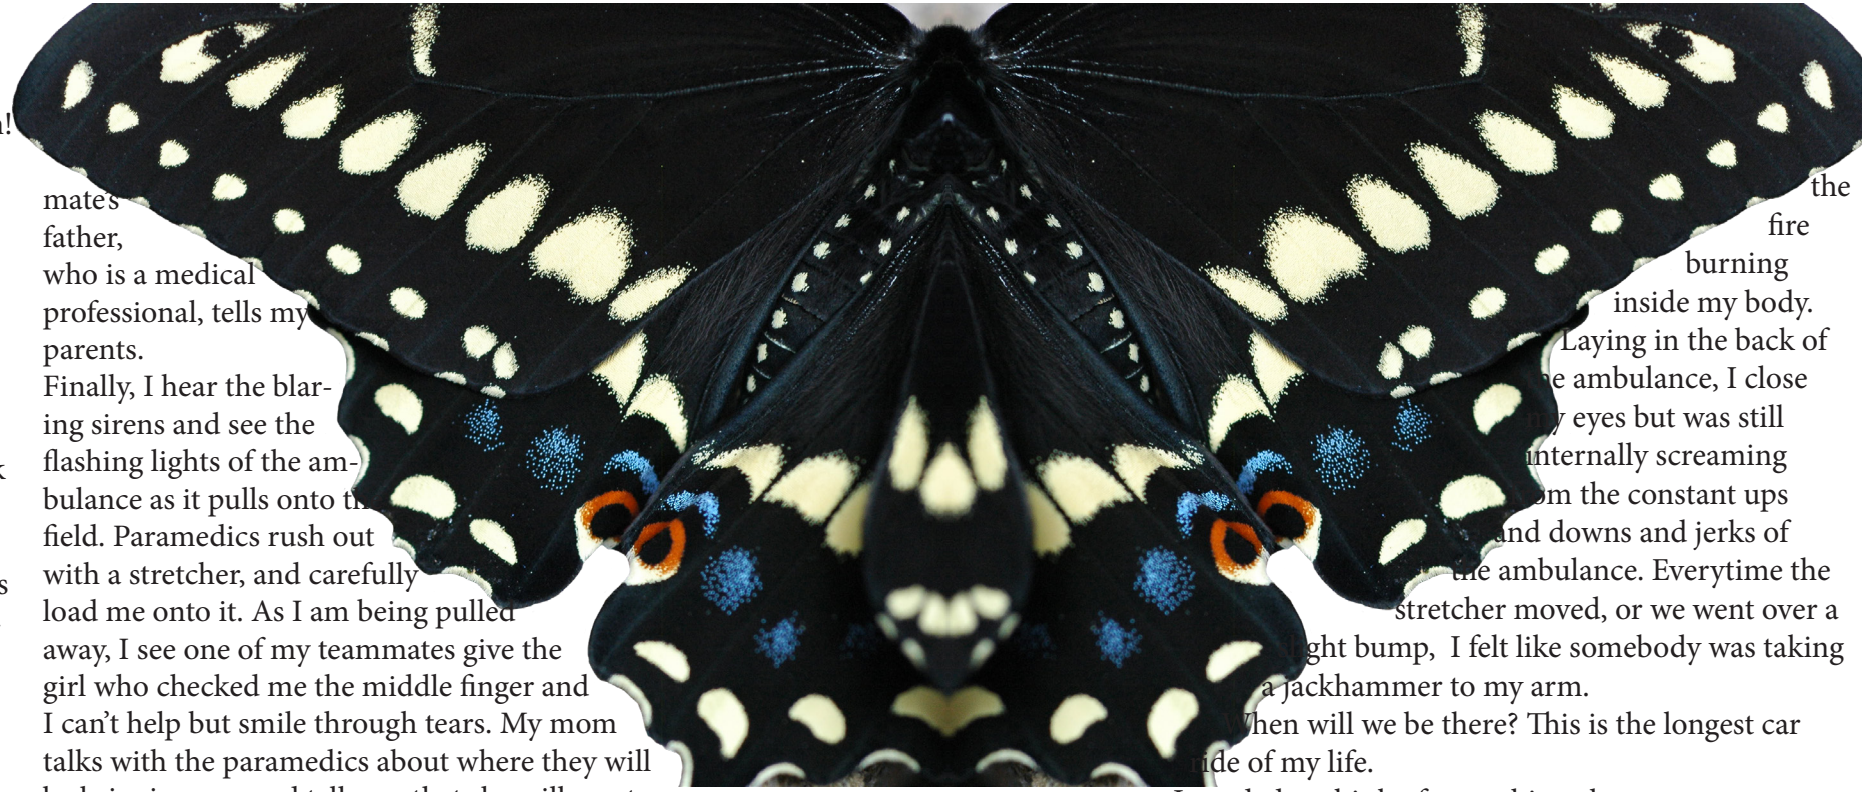 mate's
father,
who is a medical
professional, tells my
parents.
Finally, I hear the blar-
ing sirens and see the
flashing lights of the am-
bulance as it pulls onto
field. Paramedics rush out
with a stretcher, and carefully
load me onto it. As I am being pulled
away, I see one of my teammates give the
girl who checked me the middle finger and
I can’t help but smile through tears. My mom
talks with the paramedics about where they will
the
fire
burning
inside my body.
Laying in the back of
ambulance, I close
eyes but was still
internally screaming
the constant ups
and downs and jerks of
the ambulance. Everytime the
stretcher moved, or we went over a
bump, I felt like somebody was taking
a jackhammer to my arm.
When will we be there? This is the longest car
ride of my life.